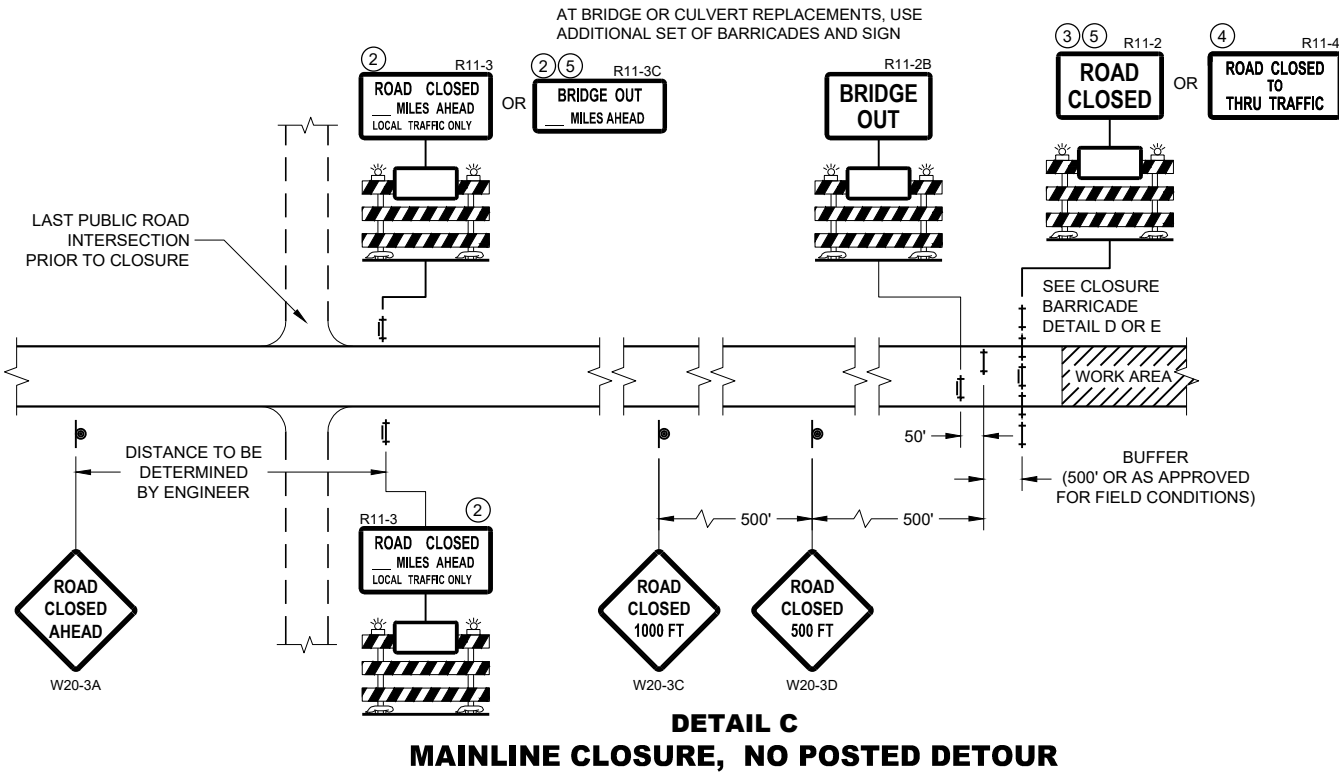 AT BRIDGE OR CULVERT REPLACEMENTS, USE
ADDITIONAL SET OF BARRICADES AND SIGN
2
R11-3
ROAD CLOSED
___ MILES AHEAD
LOCAL TRAFFIC ONLY
OR
2 5
R11-3C
BRIDGE OUT
___ MILES AHEAD
R11-2B
BRIDGE
OUT
3 5
R11-2
ROAD
CLOSED
OR
4
R11-4
ROAD CLOSED
TO
THRU TRAFFIC
LAST PUBLIC ROAD
INTERSECTION
PRIOR TO CLOSURE
SEE CLOSURE
BARRICADE
DETAIL D OR E
WORK AREA
DISTANCE TO BE
DETERMINED
BY ENGINEER
50'
BUFFER
(500' OR AS APPROVED
FOR FIELD CONDITIONS)
500'
500'
R11-3
2
ROAD CLOSED
___ MILES AHEAD
LOCAL TRAFFIC ONLY
ROAD
CLOSED
AHEAD
W20-3A
ROAD
CLOSED
1000 FT
W20-3C
ROAD
CLOSED
500 FT
W20-3D
DETAIL C
MAINLINE CLOSURE, NO POSTED DETOUR